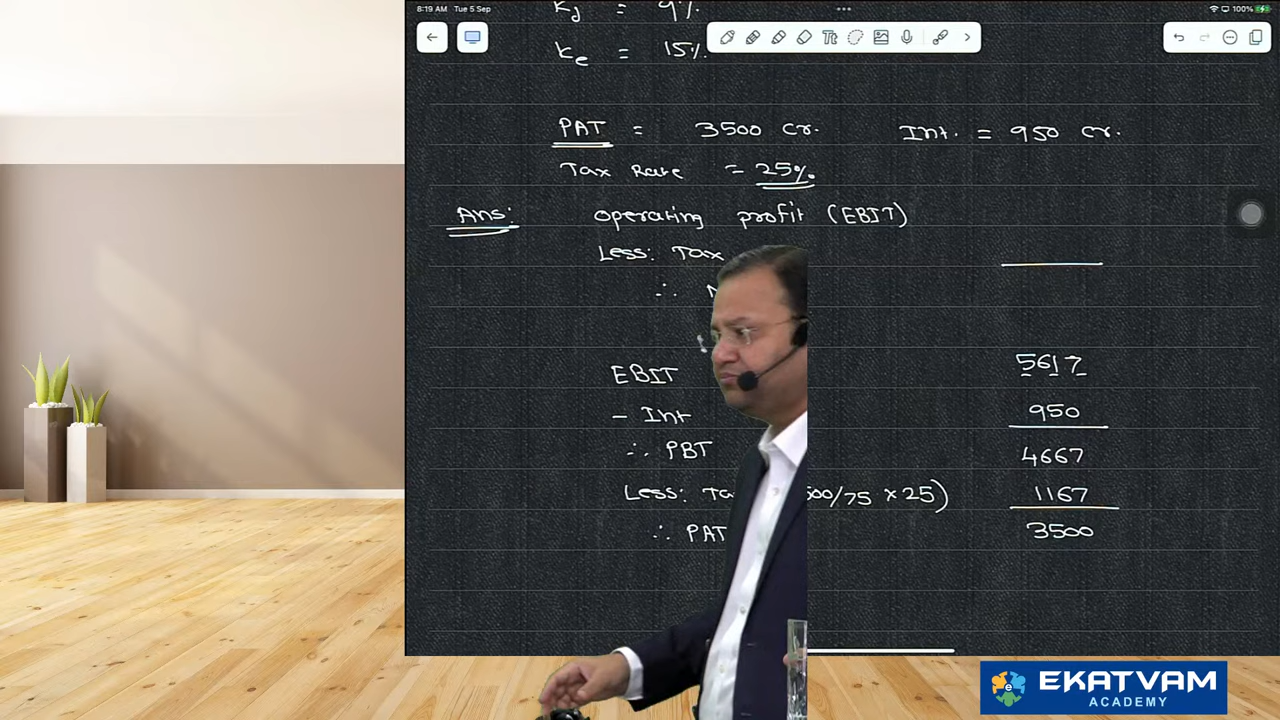 8:19 AM Tue 5 Sep
100%
Kd = 9%
Ke = 15%
PAT = 3500 Cr. Int. = 950 Cr.
Tax Rate = 25%
Ans: Operating profit (EBIT)
Less: Tax
∴
EBIT 5617
- Int 950
∴ PBT 4667
Less: 500/75 × 25) 1167
∴ PAT 3500
EKATVAM
ACADEMY